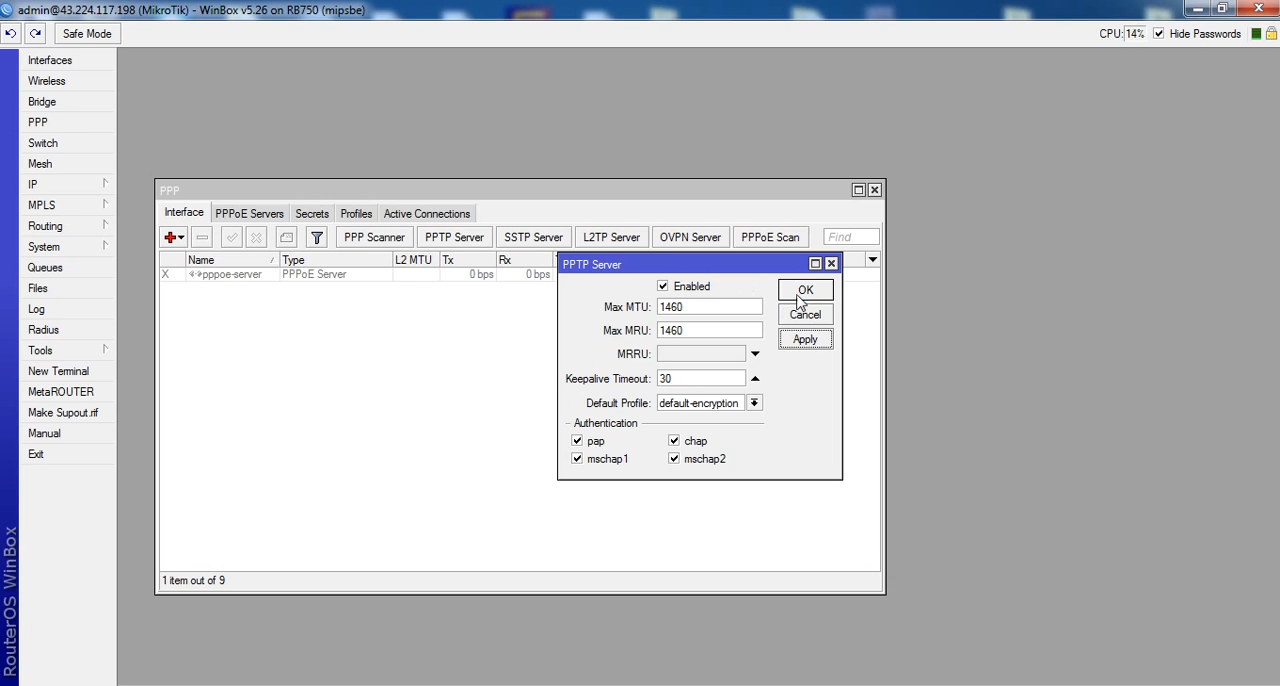 admin@43.224.117.198 (MikroTik) - WinBox v5.26 on RB750 (mipsbe)
Safe Mode
CPU: 14%
Hide Passwords
Interfaces
Wireless
Bridge
PPP
Switch
Mesh
IP
MPLS
Routing
System
Queues
Files
Log
Radius
Tools
New Terminal
MetaROUTER
Make Supout.rif
Manual
Exit
RouterOS WinBox
PPP
Interface PPPoE Servers Secrets Profiles Active Connections
PPP Scanner PPTP Server SSTP Server L2TP Server OVPN Server PPPoE Scan Find
Name Type L2 MTU Tx Rx
X <->pppoe-server PPPoE Server 0 bps 0 bps
1 item out of 9
PPTP Server
Enabled
Max MTU: 1460
Max MRU: 1460
MRRU:
Keepalive Timeout: 30
Default Profile: default-encryption
Authentication
pap chap
mschap1 mschap2
OK
Cancel
Apply